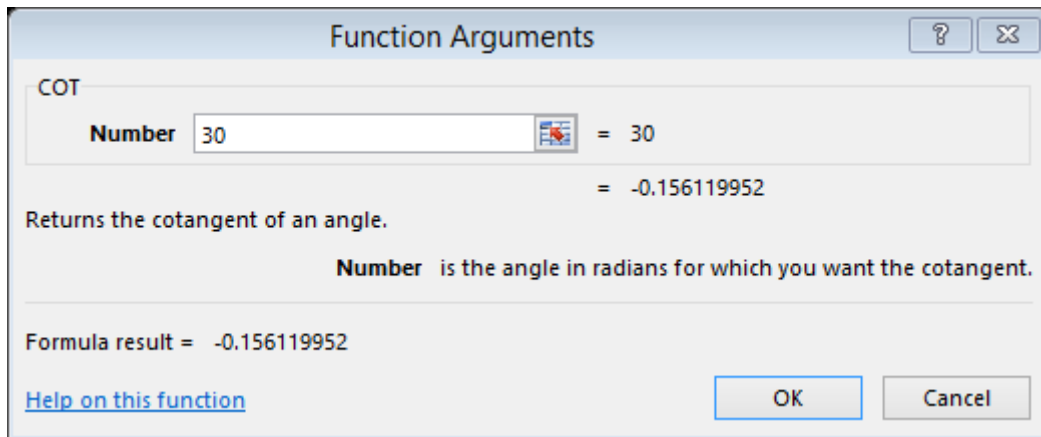 Function Arguments
COT
Number 30 = 30
= -0.156119952
Returns the cotangent of an angle.
Number is the angle in radians for which you want the cotangent.
Formula result = -0.156119952
Help on this function
OK Cancel